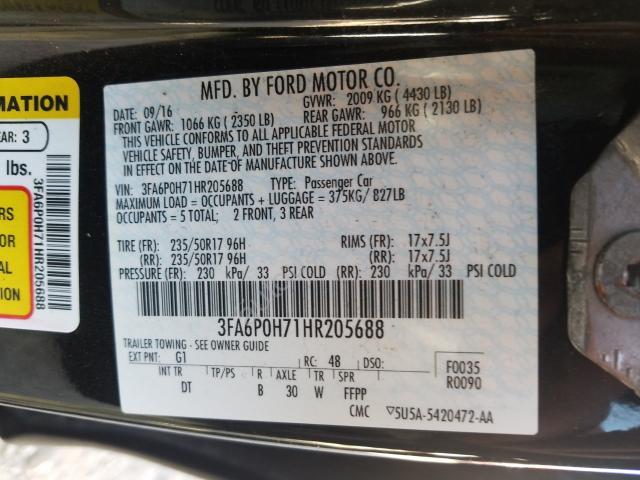 MFD. BY FORD MOTOR CO.
DATE: 09/16 GVWR: 2009 KG ( 4430 LB)
FRONT GAWR: 1066 KG ( 2350 LB) REAR GAWR: 966 KG ( 2130 LB)
THIS VEHICLE CONFORMS TO ALL APPLICABLE FEDERAL MOTOR
VEHICLE SAFETY, BUMPER, AND THEFT PREVENTION STANDARDS
IN EFFECT ON THE DATE OF MANUFACTURE SHOWN ABOVE.
VIN: 3FA6P0H71HR205688 TYPE: Passenger Car
MAXIMUM LOAD = OCCUPANTS + LUGGAGE = 375KG/ 827LB
OCCUPANTS = 5 TOTAL; 2 FRONT, 3 REAR
TIRE (FR): 235/50R17 96H RIMS (FR): 17x7.5J
(RR): 235/50R17 96H (RR): 17x7.5J
PRESSURE (FR): 230 kPa/ 33 PSI COLD (RR): 230 kPa/ 33 PSI COLD
3FA6P0H71HR205688
TRAILER TOWING - SEE OWNER GUIDE
EXT PNT: G1 RC: 48 DSO: F0035
R0090
INT TR TP/PS R AXLE TR SPR
DT B 30 W FFPP
CMC ▽5U5A-5420472-AA
MATION
EAR: 3
lbs.
RS
OR
ED
3FA6P0H71HR205688